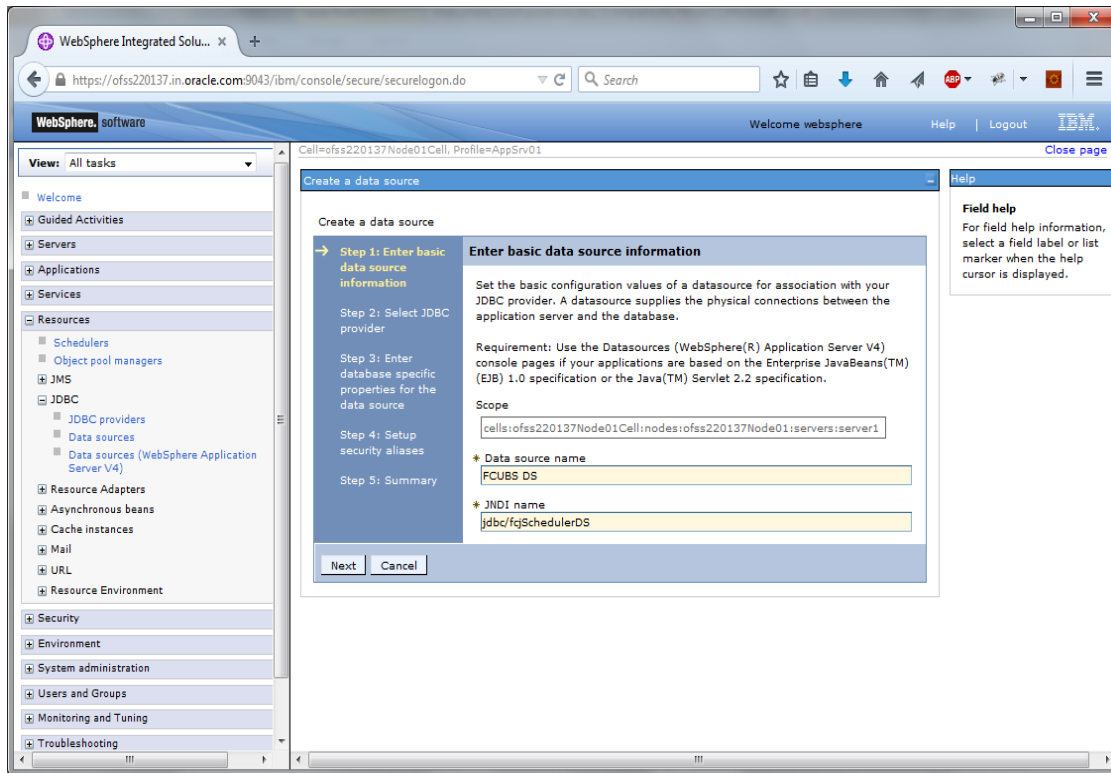 WebSphere Integrated Solu... x +
https://ofss220137.in.oracle.com:9043/ibm/console/secure/securelogon.do
Search
ABP
WebSphere. software
Welcome websphere
Help | Logout
IBM.
View: All tasks
Welcome
Guided Activities
Servers
Applications
Services
Resources
Schedulers
Object pool managers
JMS
JDBC
JDBC providers
Data sources
Data sources (WebSphere Application
Server V4)
Resource Adapters
Asynchronous beans
Cache instances
Mail
URL
Resource Environment
Security
Environment
System administration
Users and Groups
Monitoring and Tuning
Troubleshooting
Cell=ofss220137Node01Cell, Profile=AppSrv01
Close page
Create a data source
Create a data source
Step 1: Enter basic
data source
information
Step 2: Select JDBC
provider
Step 3: Enter
database specific
properties for the
data source
Step 4: Setup
security aliases
Step 5: Summary
Enter basic data source information
Set the basic configuration values of a datasource for association with your
JDBC provider. A datasource supplies the physical connections between the
application server and the database.
Requirement: Use the Datasources (WebSphere(R) Application Server V4)
console pages if your applications are based on the Enterprise JavaBeans(TM)
(EJB) 1.0 specification or the Java(TM) Servlet 2.2 specification.
Scope
cells:ofss220137Node01Cell:nodes:ofss220137Node01:servers:server1
* Data source name
FCUBS DS
* JNDI name
jdbc/fcjSchedulerDS
Next Cancel
Help
Field help
For field help information,
select a field label or list
marker when the help
cursor is displayed.